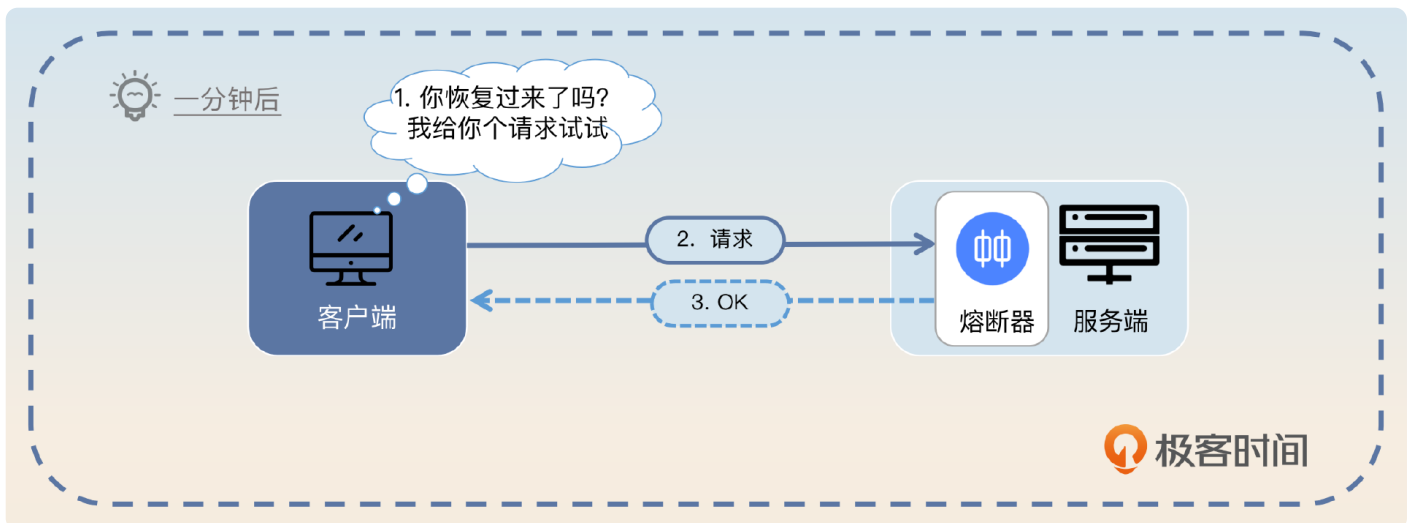 一分钟后
1. 你恢复过来了吗?
我给你个请求试试
2. 请求
3. OK
客户端
熔断器
服务端
极客时间